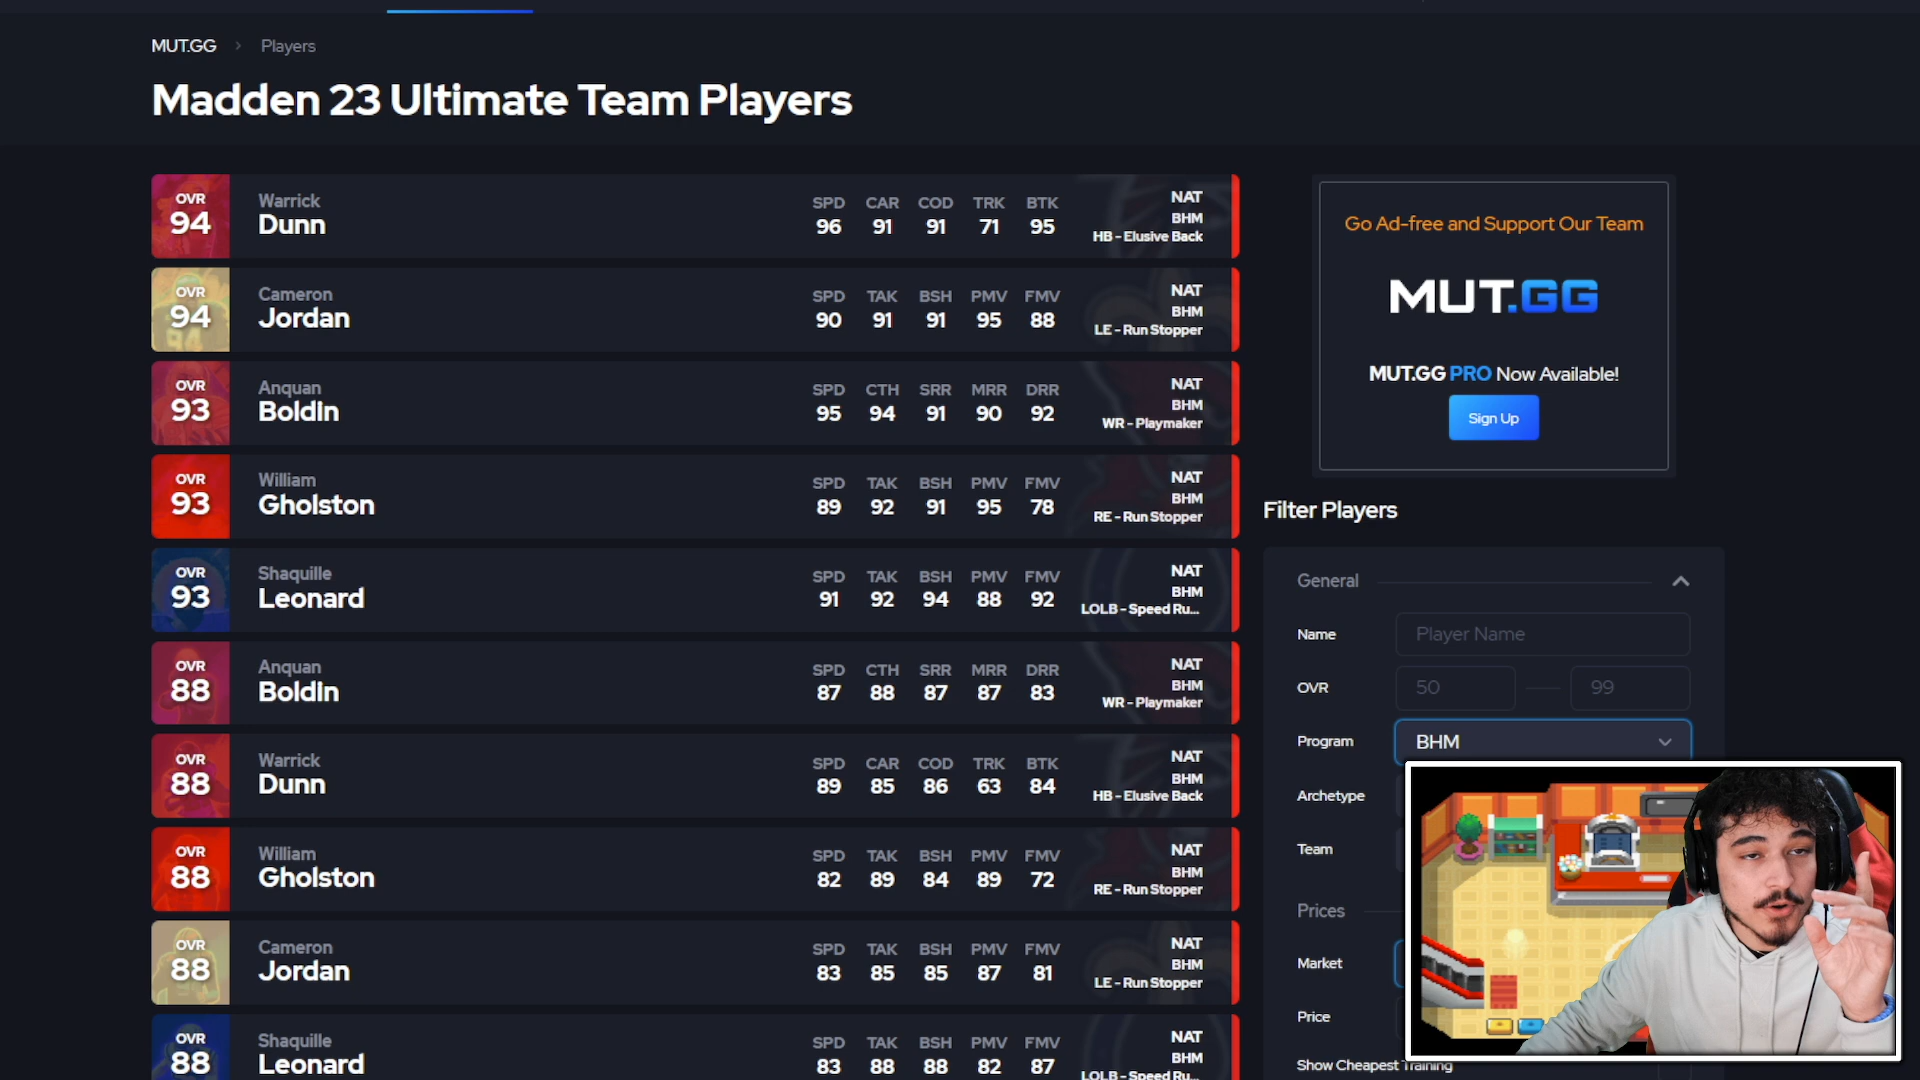 MUT.GG > Players
Madden 23 Ultimate Team Players
OVR 94 Warrick Dunn SPD 96 CAR 91 COD 91 TRK 71 BTK 95 NAT BHM HB - Elusive Back
OVR 94 Cameron Jordan SPD 90 TAK 91 BSH 91 PMV 95 FMV 88 NAT BHM LE - Run Stopper
OVR 93 Anquan Boldin SPD 95 CTH 94 SRR 91 MRR 90 DRR 92 NAT BHM WR - Playmaker
OVR 93 William Gholston SPD 89 TAK 92 BSH 91 PMV 95 FMV 78 NAT BHM RE - Run Stopper
OVR 93 Shaquille Leonard SPD 91 TAK 92 BSH 94 PMV 88 FMV 92 NAT BHM LOLB - Speed Ru...
OVR 88 Anquan Boldin SPD 87 CTH 88 SRR 87 MRR 87 DRR 83 NAT BHM WR - Playmaker
OVR 88 Warrick Dunn SPD 89 CAR 85 COD 86 TRK 63 BTK 84 NAT BHM HB - Elusive Back
OVR 88 William Gholston SPD 82 TAK 89 BSH 84 PMV 89 FMV 72 NAT BHM RE - Run Stopper
OVR 88 Cameron Jordan SPD 83 TAK 85 BSH 85 PMV 87 FMV 81 NAT BHM LE - Run Stopper
OVR 88 Shaquille Leonard SPD 83 TAK 88 BSH 88 PMV 82 FMV 87 NAT BHM LOLB - Speed Ru...
Go Ad-free and Support Our Team
MUT.GG
MUT.GG PRO Now Available!
Sign Up
Filter Players
General
Name Player Name
OVR 50 — 99
Program BHM
Archetype
Team
Prices
Market
Price
Show Cheapest Training